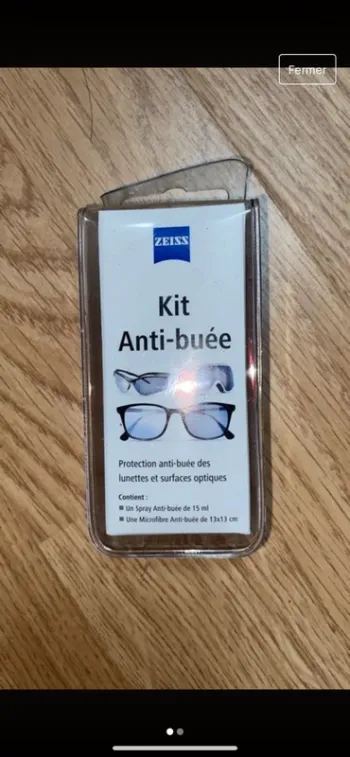 Fermer
ZEISS
Kit
Anti-buée
Protection anti-buée des
lunettes et surfaces optiques
Contient :
■ Un Spray Anti-buée de 15 ml
■ Une Microfibre Anti-buée de 13x13 cm